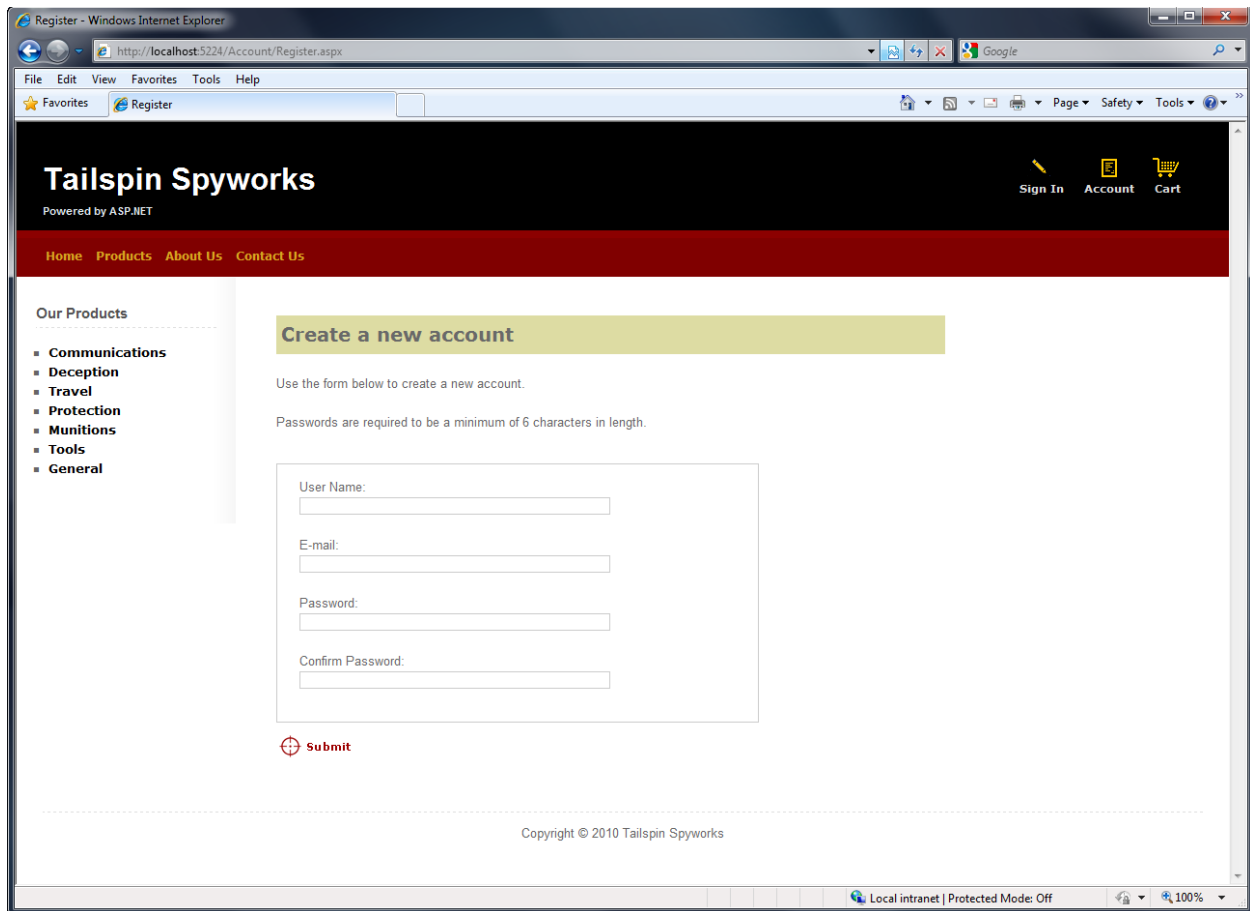 Register - Windows Internet Explorer
http://localhost:5224/Account/Register.aspx
Google
File Edit View Favorites Tools Help
Favorites Register Page Safety Tools
Tailspin Spyworks
Powered by ASP.NET
Sign In Account Cart
Home Products About Us Contact Us
Our Products
Communications
Deception
Travel
Protection
Munitions
Tools
General
Create a new account
Use the form below to create a new account.
Passwords are required to be a minimum of 6 characters in length.
User Name:
E-mail:
Password:
Confirm Password:
Submit
Copyright © 2010 Tailspin Spyworks
Local intranet | Protected Mode: Off 100%